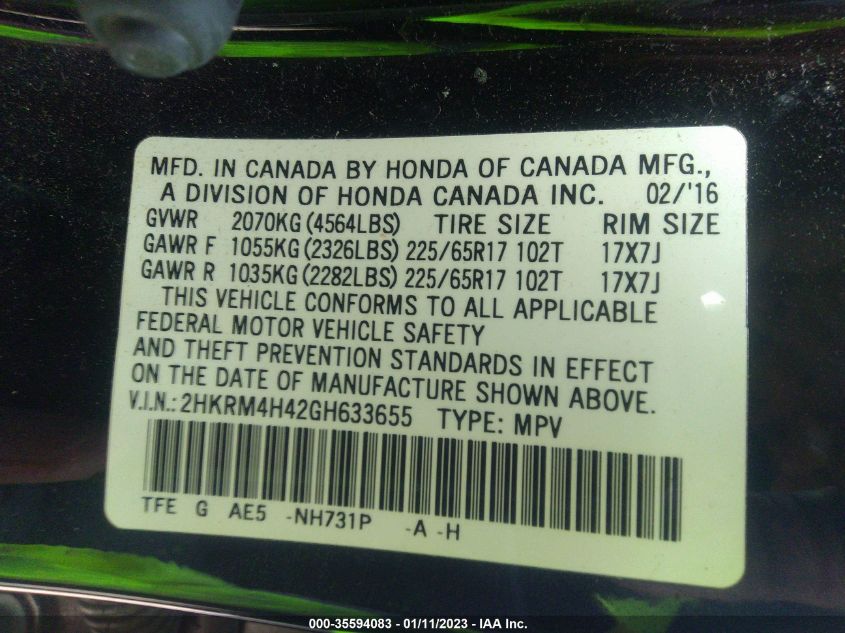 MFD. IN CANADA BY HONDA OF CANADA MFG.,
A DIVISION OF HONDA CANADA INC. 02/'16
GVWR 2070KG (4564LBS) TIRE SIZE RIM SIZE
GAWR F 1055KG (2326LBS) 225/65R17 102T 17X7J
GAWR R 1035KG (2282LBS) 225/65R17 102T 17X7J
THIS VEHICLE CONFORMS TO ALL APPLICABLE
FEDERAL MOTOR VEHICLE SAFETY
AND THEFT PREVENTION STANDARDS IN EFFECT
ON THE DATE OF MANUFACTURE SHOWN ABOVE.
V.I.N.: 2HKRM4H42GH633655 TYPE: MPV
TFE G AE5 -NH731P -A -H
000-35594083 - 01/11/2023 - IAA Inc.